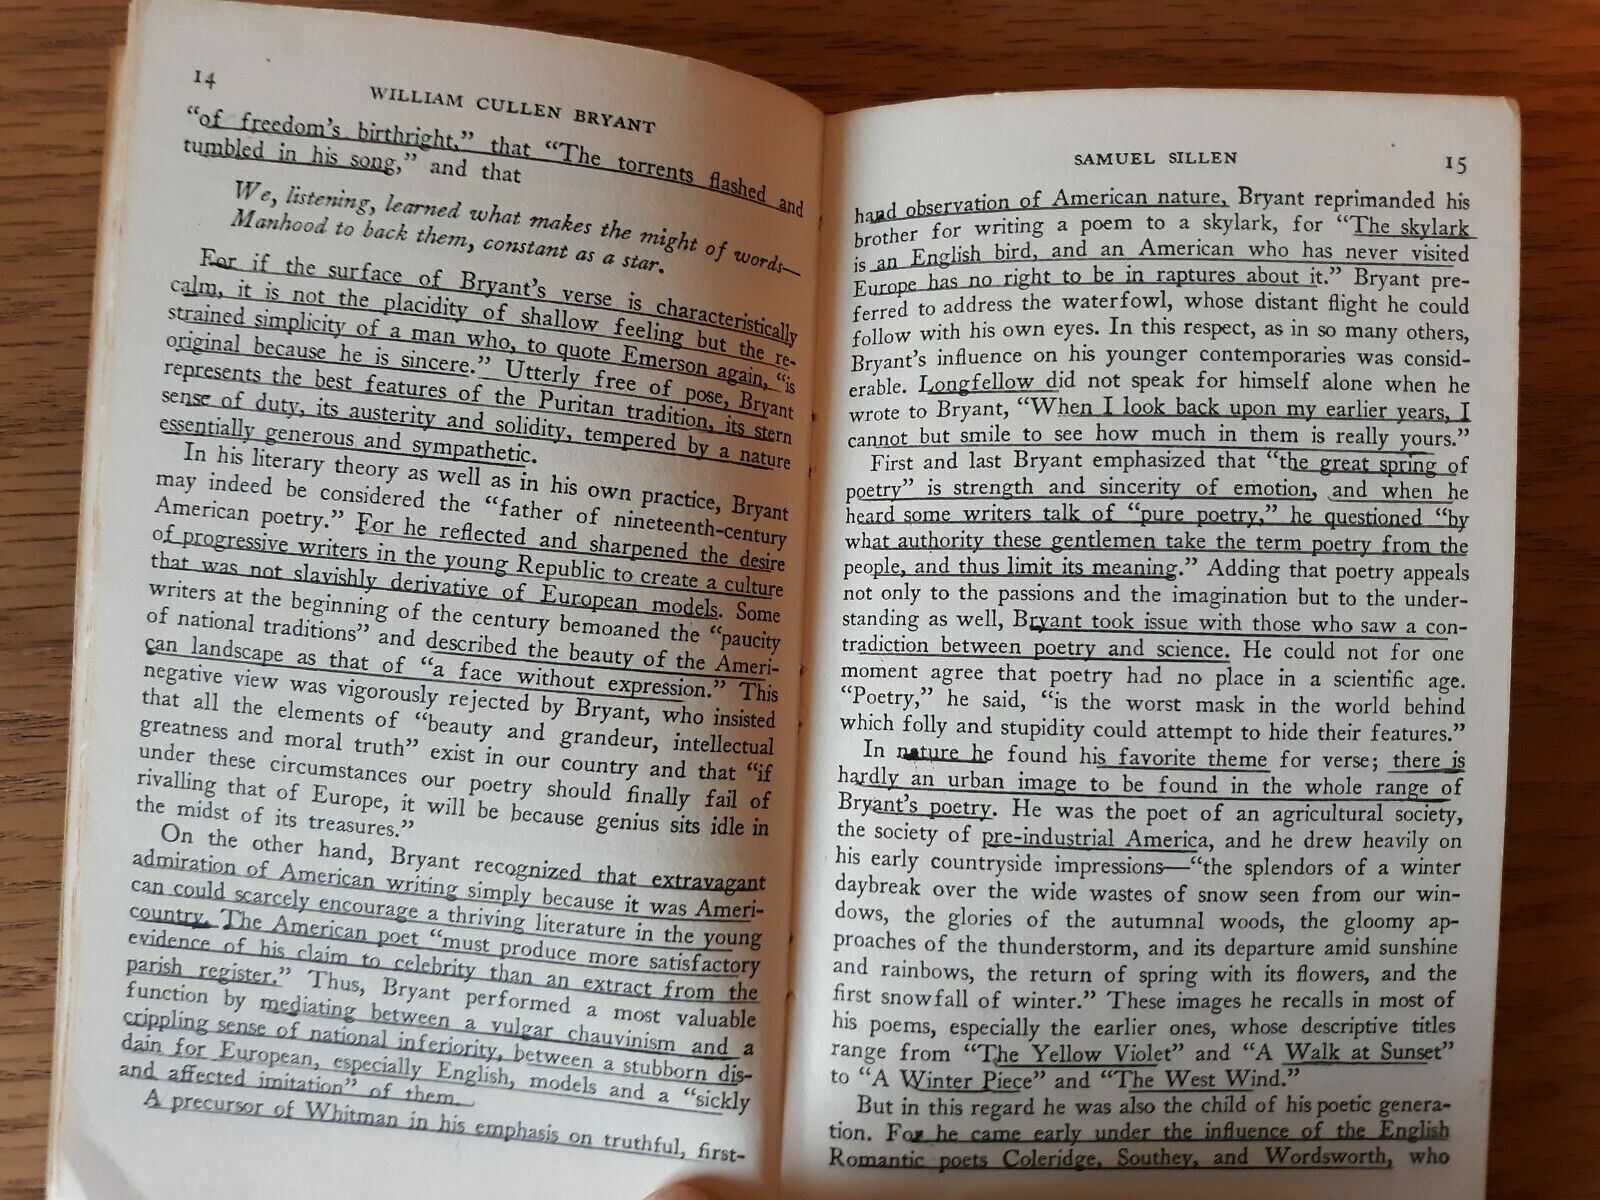 14
WILLIAM CULLEN BRYANT
“of freedom’s birthright,” that “The torrents flashed and
tumbled in his song,” and that
We, listening, learned what makes the might of words—
Manhood to back them, constant as a star.
For if the surface of Bryant’s verse is characteristically
calm, it is not the placidity of shallow feeling but the re-
strained simplicity of a man who, to quote Emerson again, “is
original because he is sincere.” Utterly free of pose, Bryant
represents the best features of the Puritan tradition, its stern
sense of duty, its austerity and solidity, tempered by a nature
essentially generous and sympathetic.
In his literary theory as well as in his own practice, Bryant
may indeed be considered the “father of nineteenth-century
American poetry.” For he reflected and sharpened the desire
of progressive writers in the young Republic to create a culture
that was not slavishly derivative of European models. Some
writers at the beginning of the century bemoaned the “paucity
of national traditions” and described the beauty of the Ameri-
can landscape as that of “a face without expression.” This
negative view was vigorously rejected by Bryant, who insisted
that all the elements of “beauty and grandeur, intellectual
greatness and moral truth” exist in our country and that “if
under these circumstances our poetry should finally fail of
rivalling that of Europe, it will be because genius sits idle in
the midst of its treasures.”
On the other hand, Bryant recognized that extravagant
admiration of American writing simply because it was Ameri-
can could scarcely encourage a thriving literature in the young
country. The American poet “must produce more satisfactory
evidence of his claim to celebrity than an extract from the
parish register.” Thus, Bryant performed a most valuable
function by mediating between a vulgar chauvinism and a
crippling sense of national inferiority, between a stubborn dis-
dain for European, especially English, models and a “sickly
and affected imitation” of them.
A precursor of Whitman in his emphasis on truthful, first-
SAMUEL SILLEN
15
hand observation of American nature, Bryant reprimanded his
brother for writing a poem to a skylark, for “The skylark
is an English bird, and an American who has never visited
Europe has no right to be in raptures about it.” Bryant pre-
ferred to address the waterfowl, whose distant flight he could
follow with his own eyes. In this respect, as in so many others,
Bryant’s influence on his younger contemporaries was consid-
erable. Longfellow did not speak for himself alone when he
wrote to Bryant, “When I look back upon my earlier years, I
cannot but smile to see how much in them is really yours.”
First and last Bryant emphasized that “the great spring of
poetry” is strength and sincerity of emotion, and when he
heard some writers talk of “pure poetry,” he questioned “by
what authority these gentlemen take the term poetry from the
people, and thus limit its meaning.” Adding that poetry appeals
not only to the passions and the imagination but to the under-
standing as well, Bryant took issue with those who saw a con-
tradiction between poetry and science. He could not for one
moment agree that poetry had no place in a scientific age.
“Poetry,” he said, “is the worst mask in the world behind
which folly and stupidity could attempt to hide their features.”
In nature he found his favorite theme for verse; there is
hardly an urban image to be found in the whole range of
Bryant’s poetry. He was the poet of an agricultural society,
the society of pre-industrial America, and he drew heavily on
his early countryside impressions—“the splendors of a winter
daybreak over the wide wastes of snow seen from our win-
dows, the glories of the autumnal woods, the gloomy ap-
proaches of the thunderstorm, and its departure amid sunshine
and rainbows, the return of spring with its flowers, and the
first snowfall of winter.” These images he recalls in most of
his poems, especially the earlier ones, whose descriptive titles
range from “The Yellow Violet” and “A Walk at Sunset”
to “A Winter Piece” and “The West Wind.”
But in this regard he was also the child of his poetic genera-
tion. For he came early under the influence of the English
Romantic poets Coleridge, Southey, and Wordsworth, who